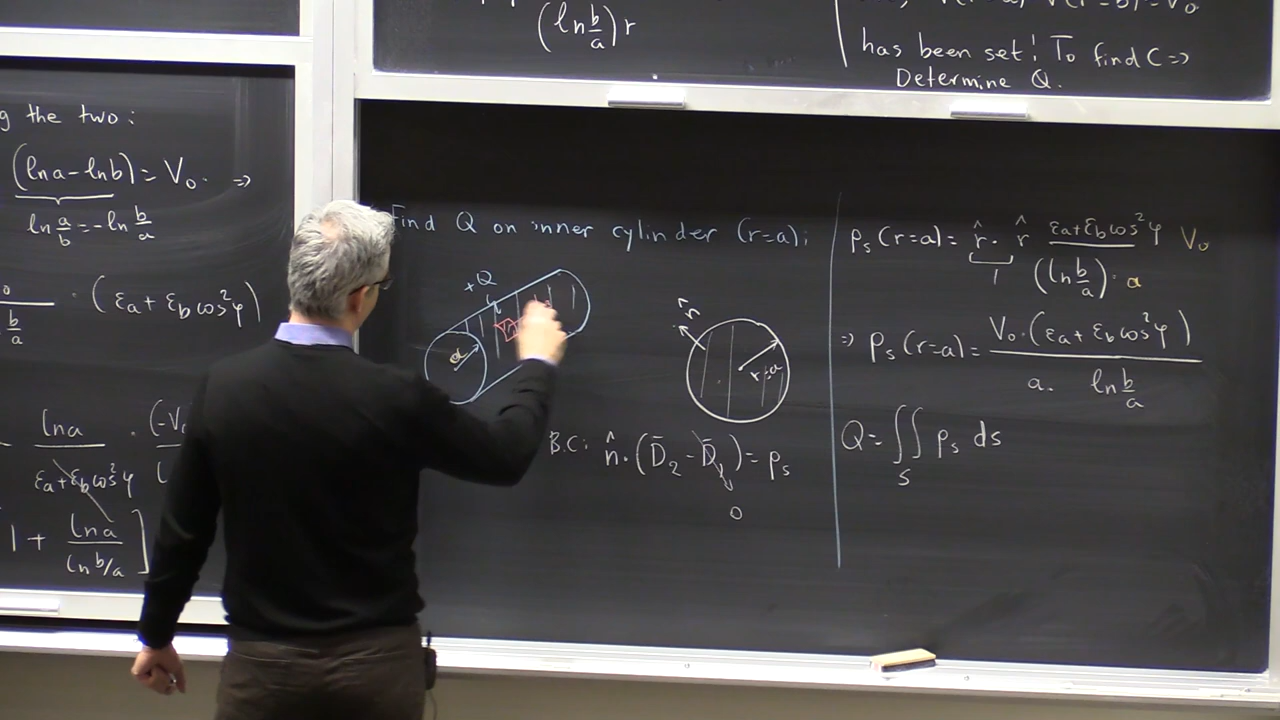 (ln b/a) r
V(r=b)=V₀
has been set! To find C =>
Determine Q.
g the two:
(ln a - ln b) = V₀. =>
ln a/b = -ln b/a
b/a · (εa + εb cos²φ)
ln a / (εa + εb cos²φ) · (-V₀
1 + ln a / ln b/a ]
Find Q on inner cylinder (r=a):
+Q
a
r̂
r=a
B.C: n̂·(D̄₂ - D̄₁) = ρs
0
ρs(r=a) = r̂ · r̂ (εa + εb cos²φ) V₀ / (ln b/a)· a
1
=> ρs(r=a) = V₀·(εa + εb cos²φ) / a. ln b/a
Q = ∬ ρs ds
S